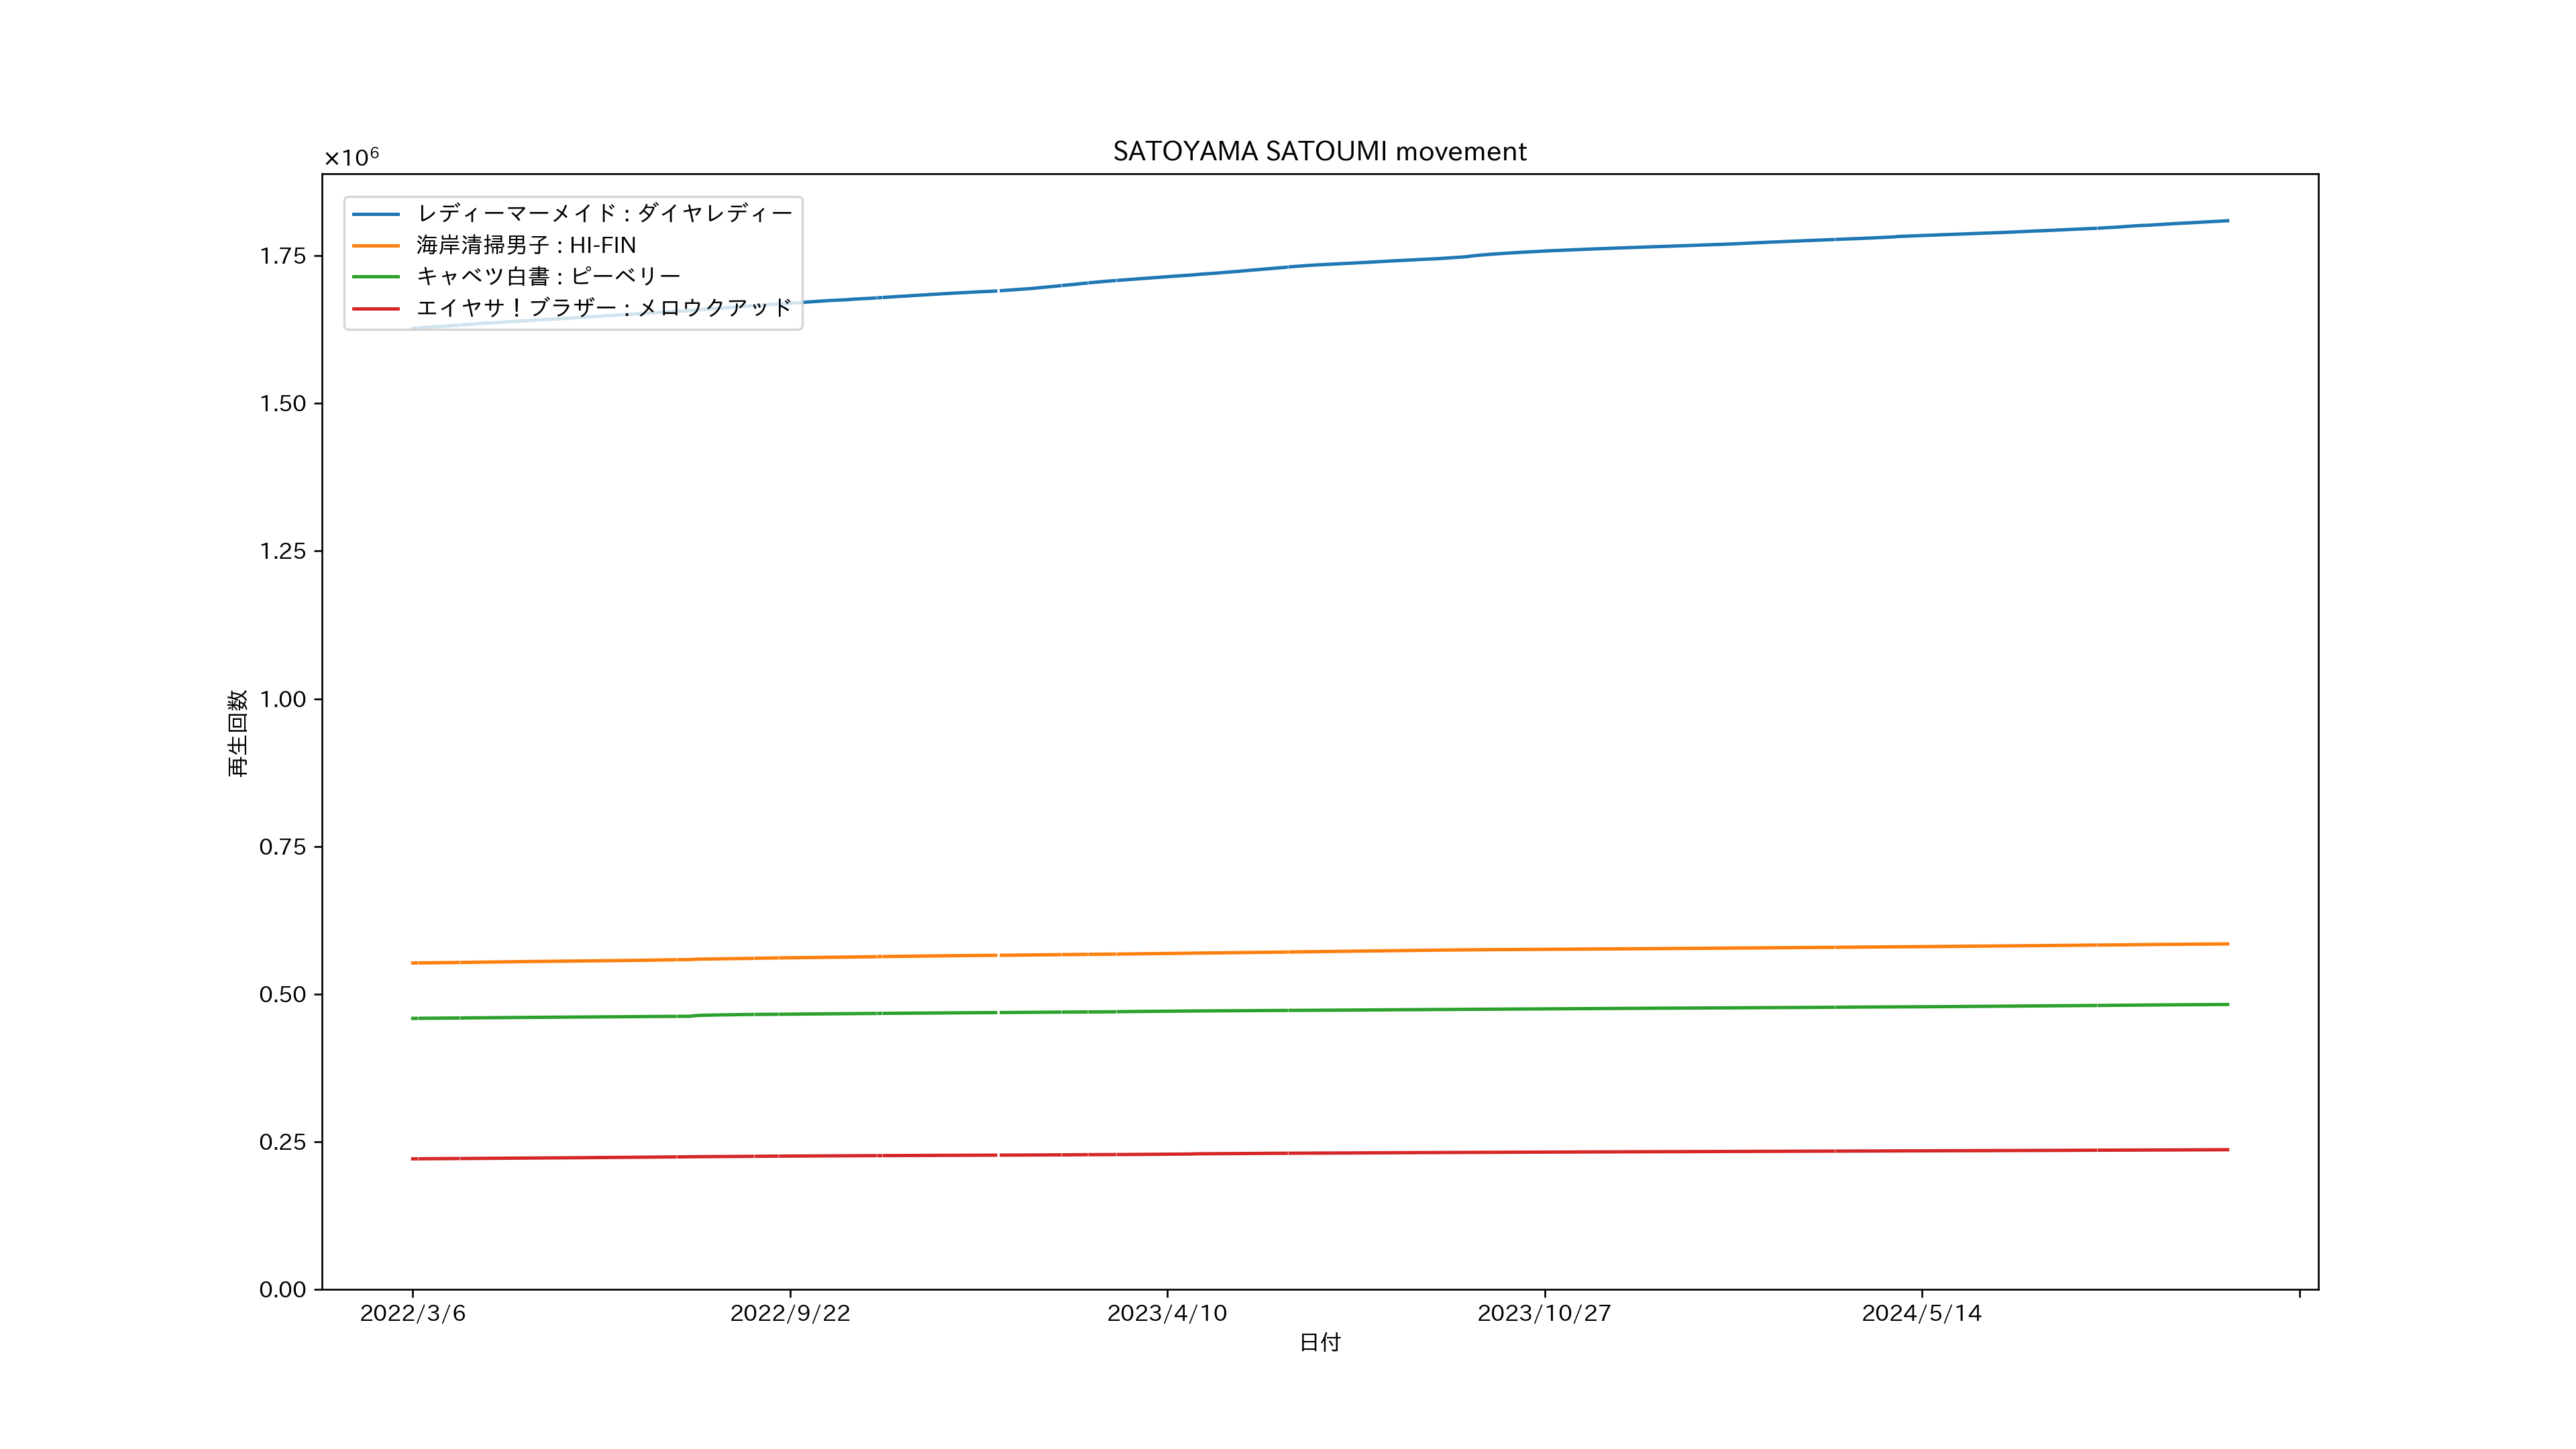 SATOYAMA SATOUMI movement
×10⁶
レディーマーメイド : ダイヤレディー
海岸清掃男子 : HI-FIN
キャベツ白書 : ピーベリー
エイヤサ！ブラザー : メロウクアッド
1.75
1.50
1.25
1.00
0.75
0.50
0.25
0.00
再生回数
2022/3/6
2022/9/22
2023/4/10
2023/10/27
2024/5/14
日付